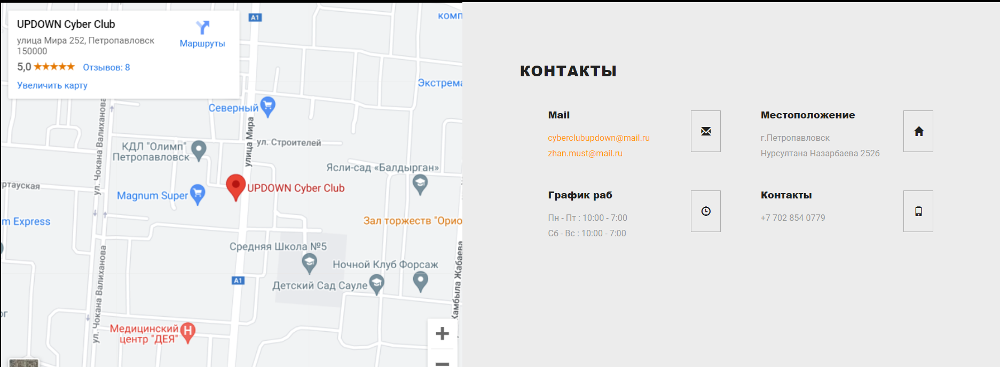 UPDOWN Cyber Club
улица Мира 252, Петропавловск
150000
Маршруты
5,0
Отзывов: 8
Увеличить карту
A1
комп
Экстрема
Северный
улица Мира
ул. Чокана Валиханова
ул. Строителей
КДЛ "Олимп"
Петропавловск
Ясли-сад «Балдырган»
ртауская
UPDOWN Cyber Club
Magnum Super
m Express
Зал торжеств "Орио
Средняя Школа №5
Ночной Клуб Форсаж
A1
Детский Сад Сауле
ул. Чокана Валиханова
Жамбыла Жабаева
ог
Медицинский
центр "ДЕЯ"
КОНТАКТЫ
Mail
cyberclubupdown@mail.ru
zhan.must@mail.ru
Местоположение
г.Петропавловск
Нурсултана Назарбаева 252б
График раб
Пн - Пт : 10:00 - 7:00
Сб - Вс : 10:00 - 7:00
Контакты
+7 702 854 0779